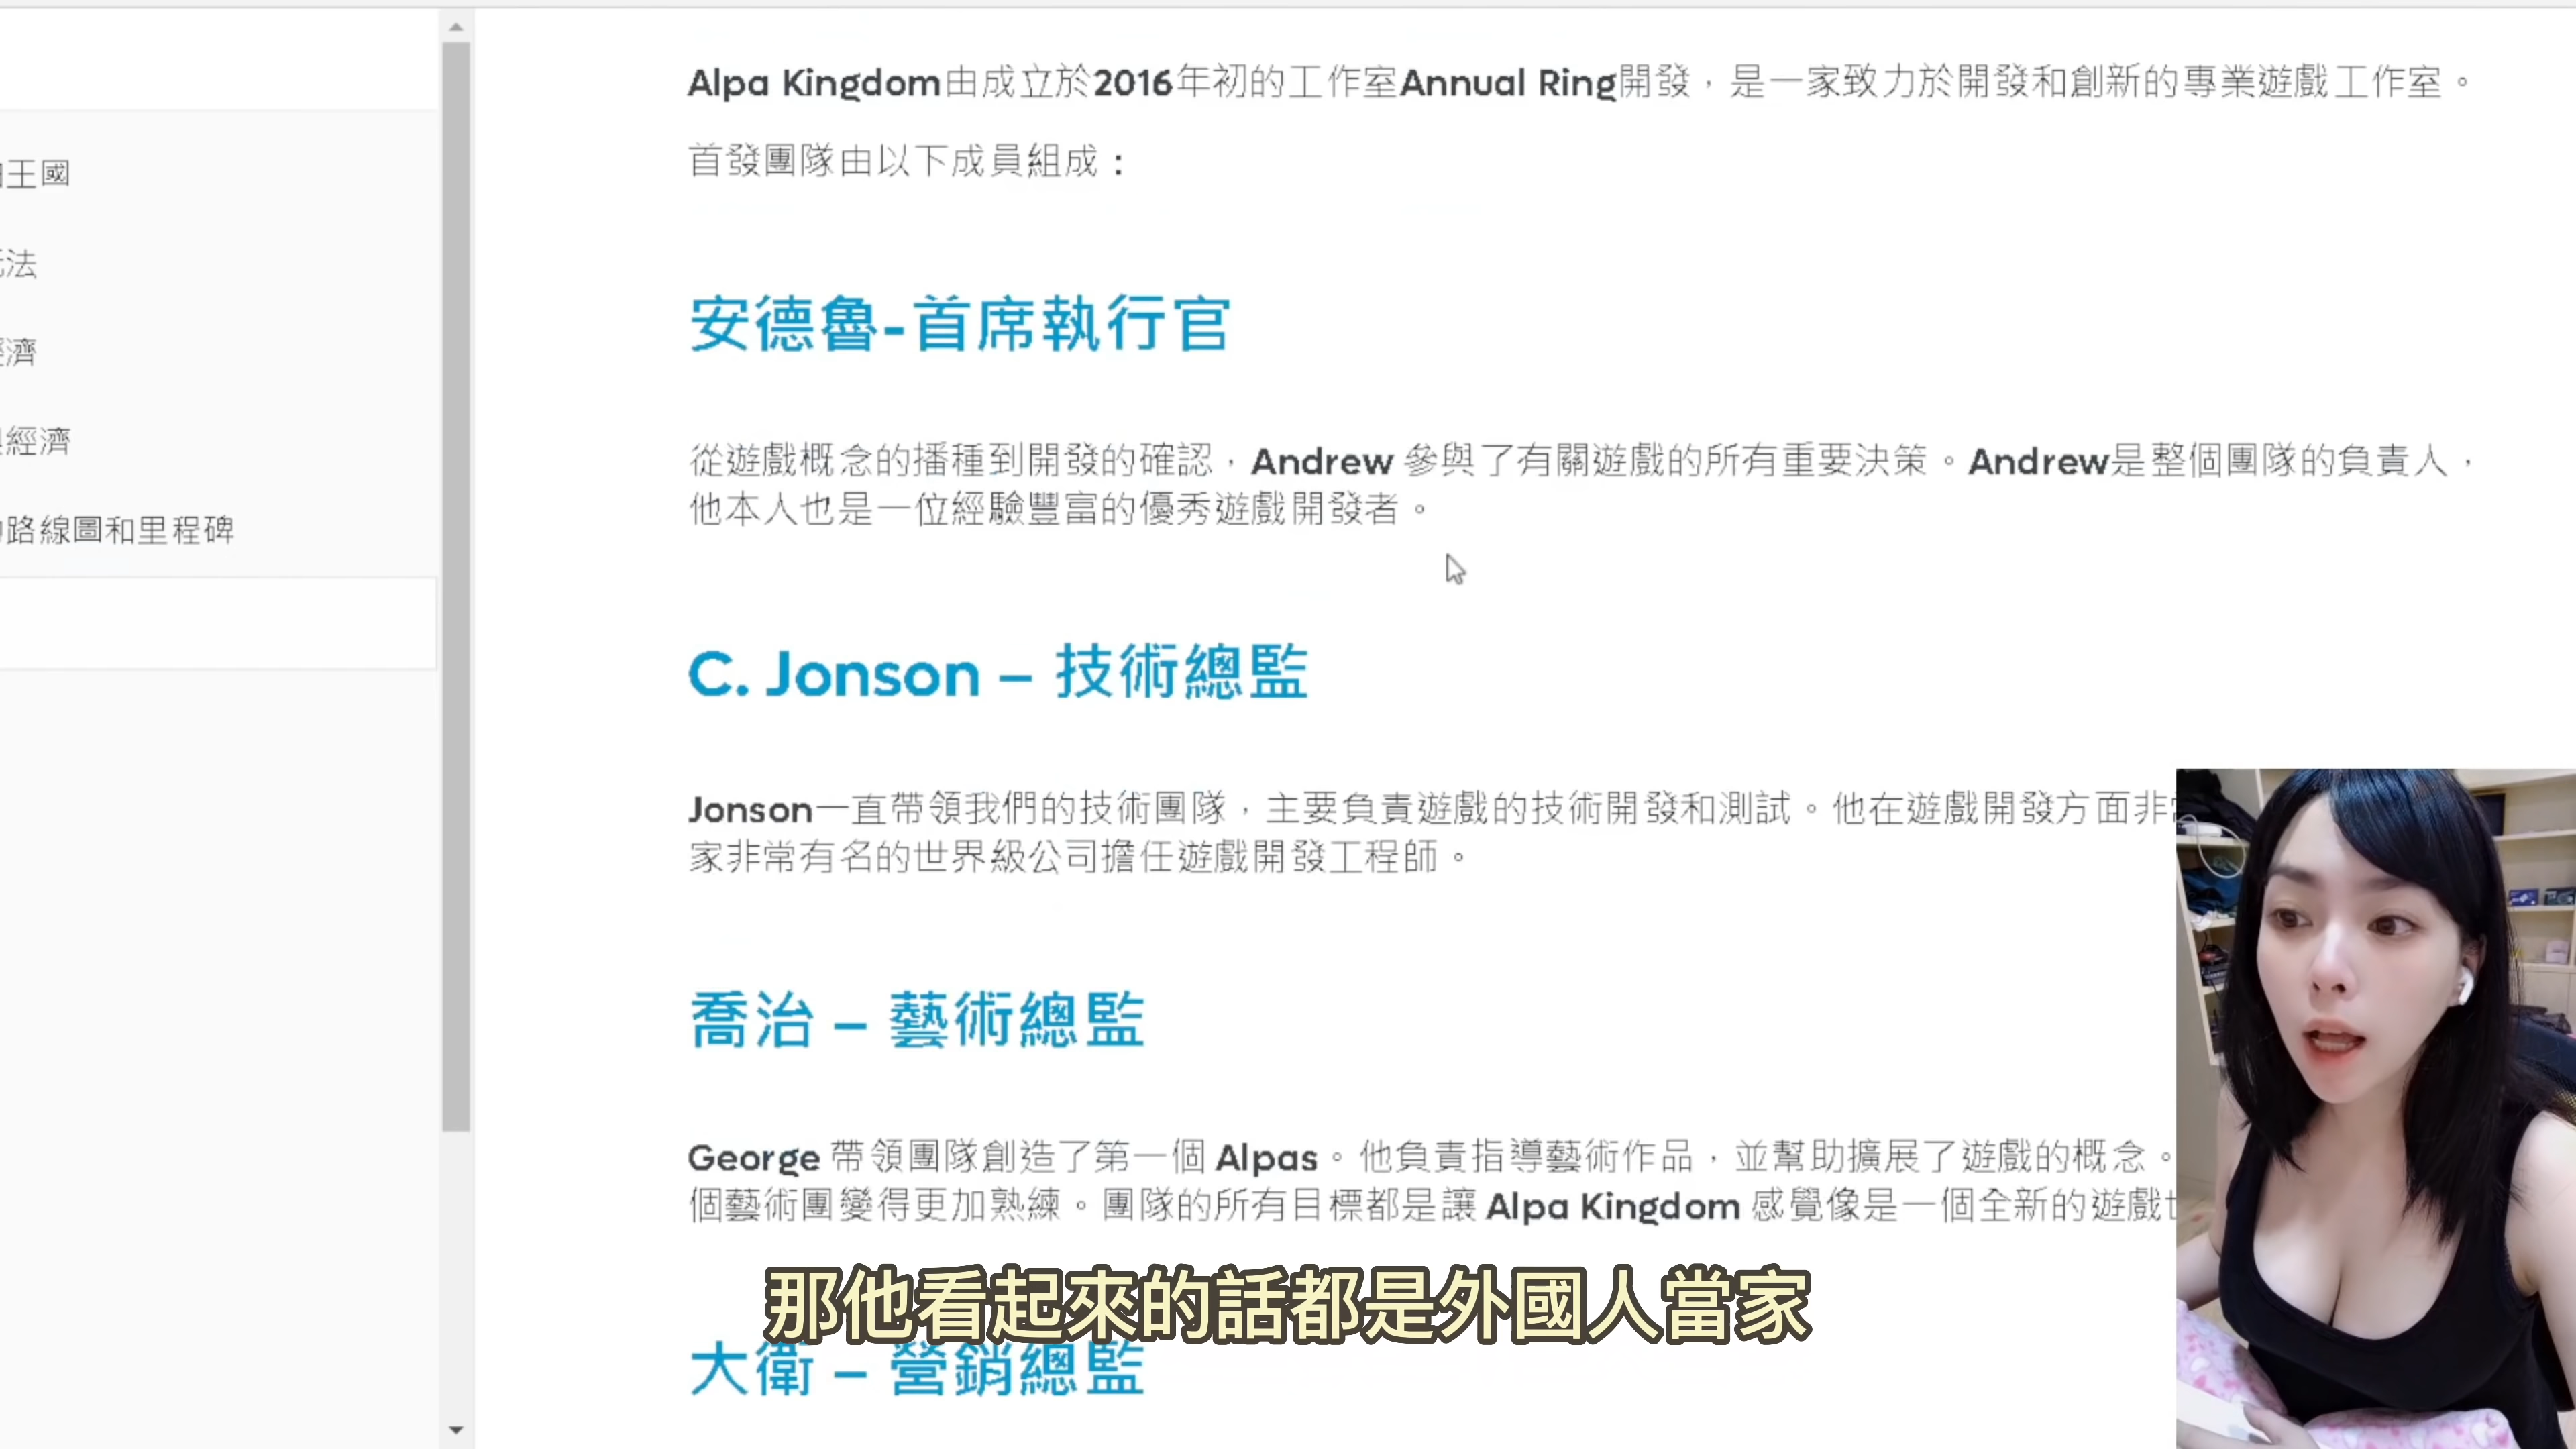 Alpa Kingdom由成立於2016年初的工作室Annual Ring開發，是一家致力於開發和創新的專業遊戲工作室。
首發團隊由以下成員組成：
王國
法
濟
經濟
路線圖和里程碑
安德魯-首席執行官
從遊戲概念的播種到開發的確認，Andrew 參與了有關遊戲的所有重要決策。Andrew是整個團隊的負責人，
他本人也是一位經驗豐富的優秀遊戲開發者。
C. Jonson – 技術總監
Jonson一直帶領我們的技術團隊，主要負責遊戲的技術開發和測試。他在遊戲開發方面非
家非常有名的世界級公司擔任遊戲開發工程師。
喬治 – 藝術總監
George 帶領團隊創造了第一個 Alpas。他負責指導藝術作品，並幫助擴展了遊戲的概念。
個藝術團變得更加熟練。團隊的所有目標都是讓 Alpa Kingdom 感覺像是一個全新的遊戲
那他看起來的話都是外國人當家
大衛 – 營銷總監